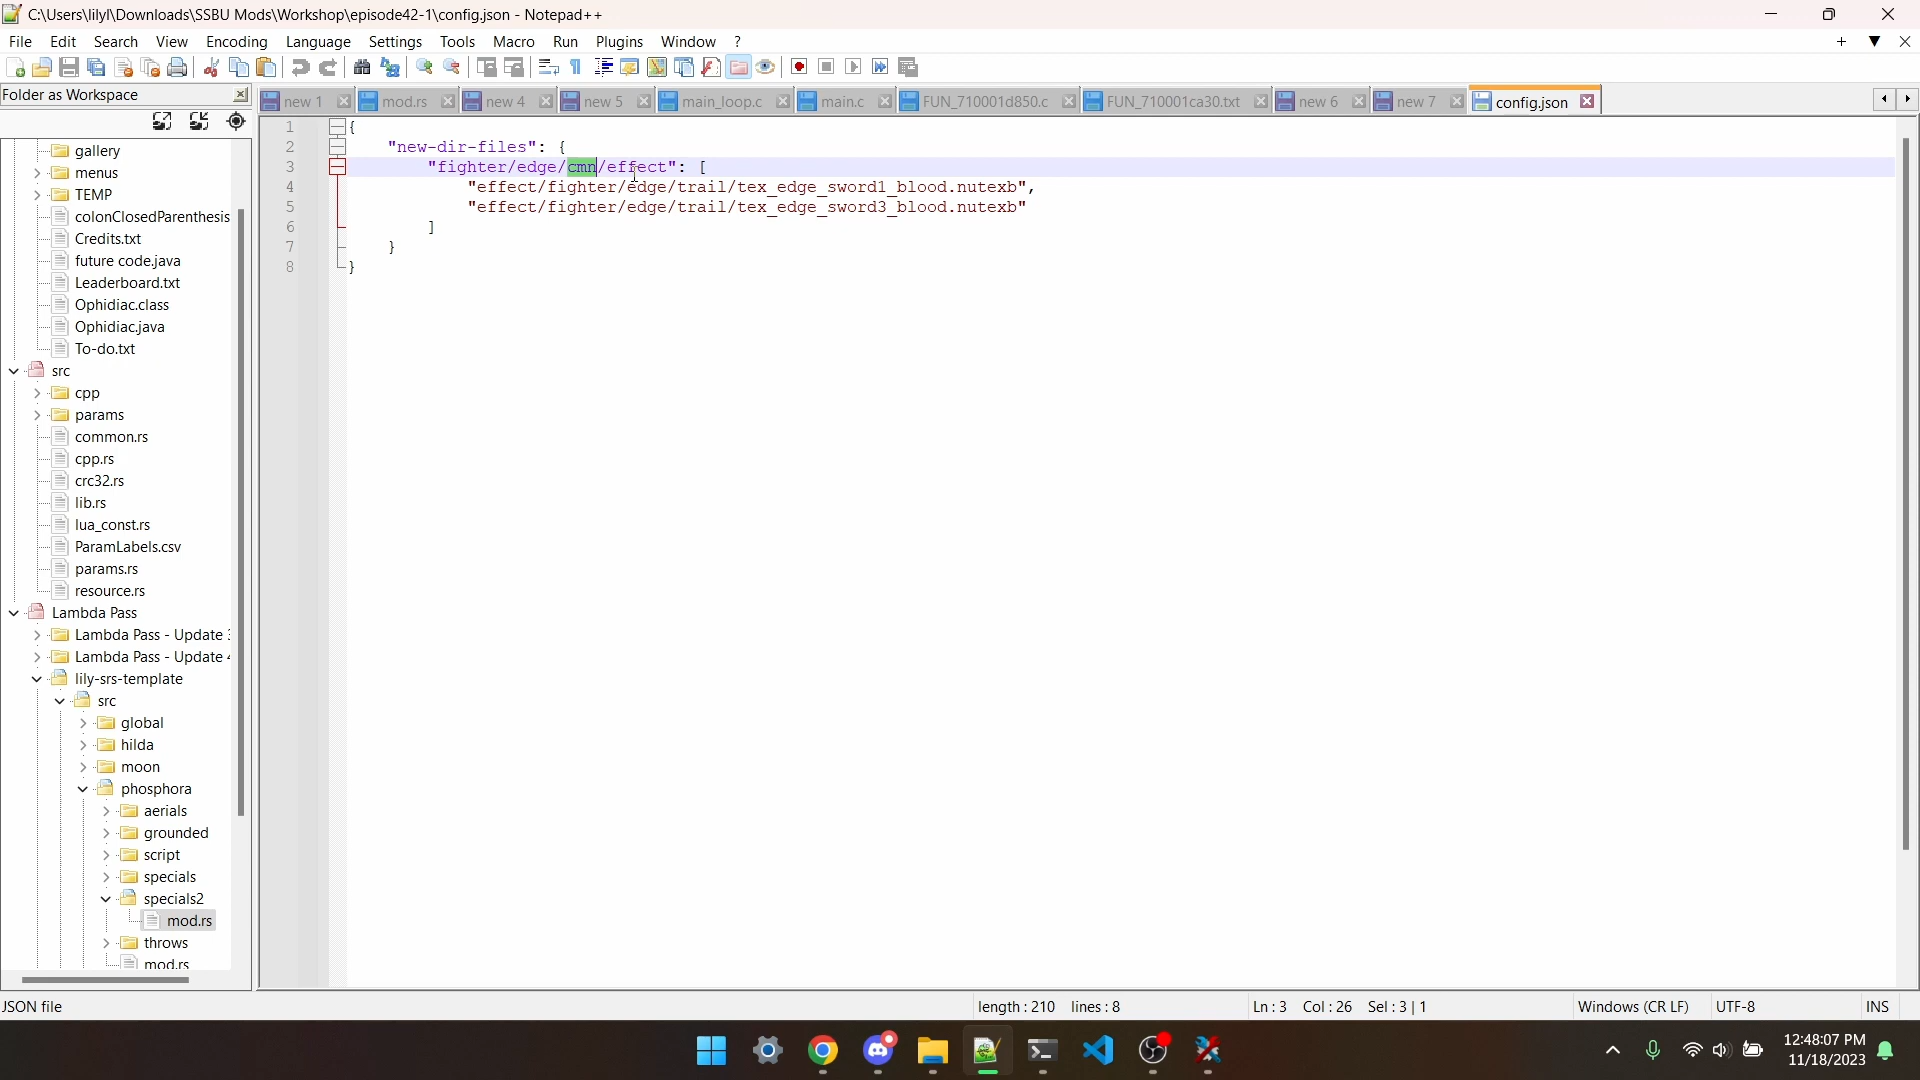 C:\Users\lilyl\Downloads\SSBU Mods\Workshop\episode42-1\config.json - Notepad++
File Edit Search View Encoding Language Settings Tools Macro Run Plugins Window ?
Folder as Workspace
new 1 mod.rs new 4 new 5 main_loop.c main.c FUN_710001d850.c FUN_710001ca30.txt new 6 new 7 config.json
gallery
menus
TEMP
colonClosedParenthesis
Credits.txt
future code.java
Leaderboard.txt
Ophidiac.class
Ophidiac.java
To-do.txt
src
cpp
params
common.rs
cpp.rs
crc32.rs
lib.rs
lua_const.rs
ParamLabels.csv
params.rs
resource.rs
Lambda Pass
Lambda Pass - Update 3
Lambda Pass - Update 4
lily-srs-template
src
global
hilda
moon
phosphora
aerials
grounded
script
specials
specials2
mod.rs
throws
mod.rs
1 {
2 "new-dir-files": {
3 "fighter/edge/cmn/effect": [
4 "effect/fighter/edge/trail/tex_edge_sword1_blood.nutexb",
5 "effect/fighter/edge/trail/tex_edge_sword3_blood.nutexb"
6 ]
7 }
8 }
JSON file length : 210 lines : 8 Ln : 3 Col : 26 Sel : 3 | 1 Windows (CR LF) UTF-8 INS
12:48:07 PM
11/18/2023